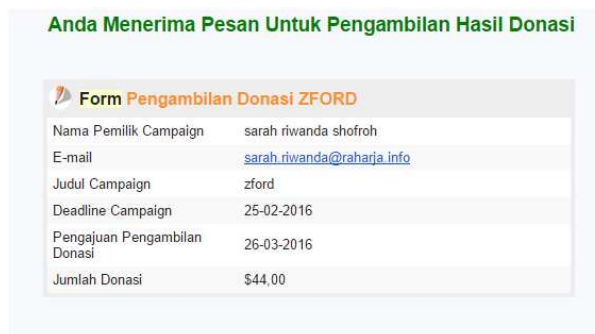 Anda Menerima Pesan Untuk Pengambilan Hasil Donasi
Form Pengambilan Donasi ZFORD
Nama Pemilik Campaign sarah riwanda shofroh
E-mail sarah.riwanda@raharja.info
Judul Campaign zford
Deadline Campaign 25-02-2016
Pengajuan Pengambilan
Donasi 26-03-2016
Jumlah Donasi $44,00